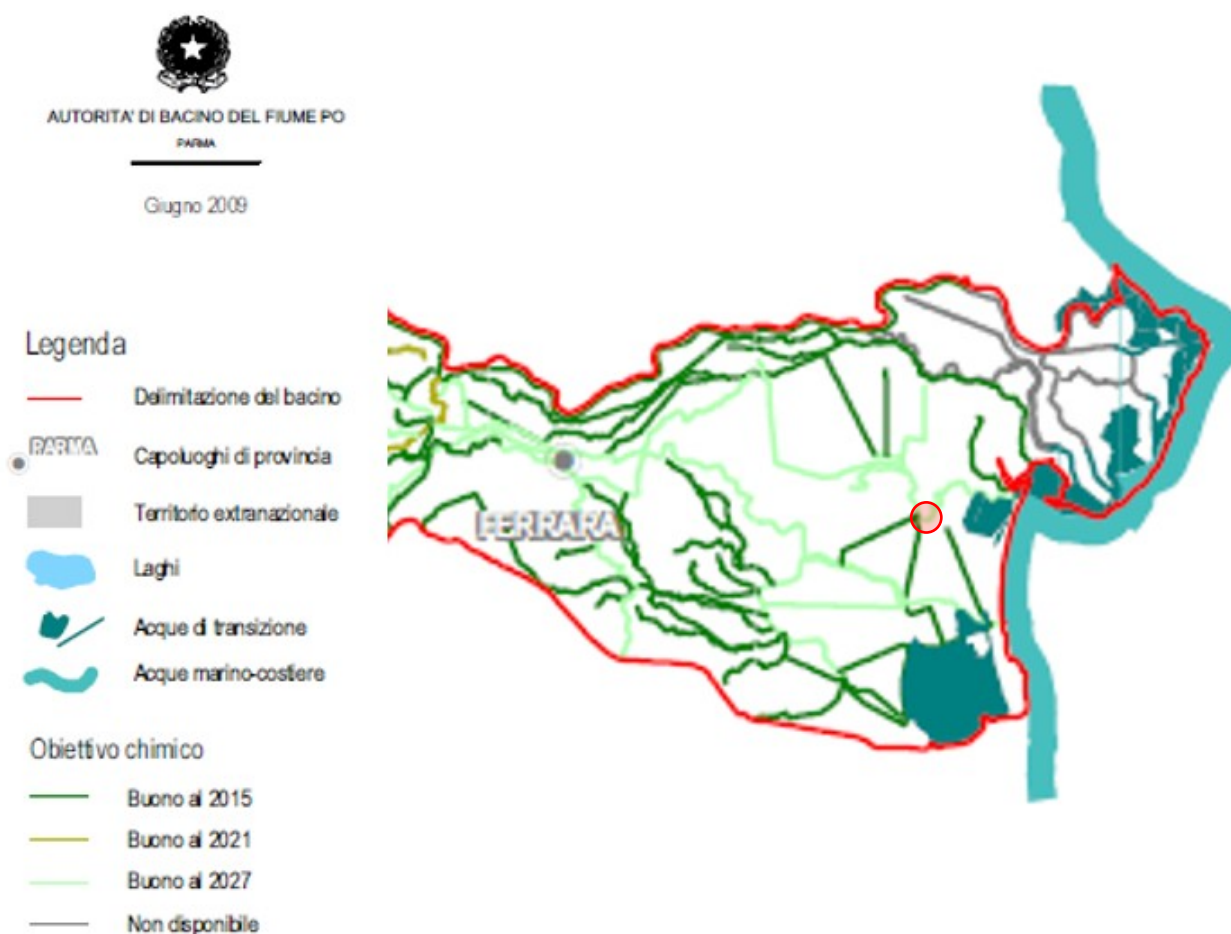 AUTORITA' DI BACINO DEL FIUME PO
PARMA
Giugno 2009
Legenda
Delimitazione del bacino
PARMA
Capoluoghi di provincia
Territorio extranazionale
Laghi
Acque di transizione
Acque marino-costiere
Obiettivo chimico
Buono al 2015
Buono al 2021
Buono al 2027
Non disponibile
FERRARA